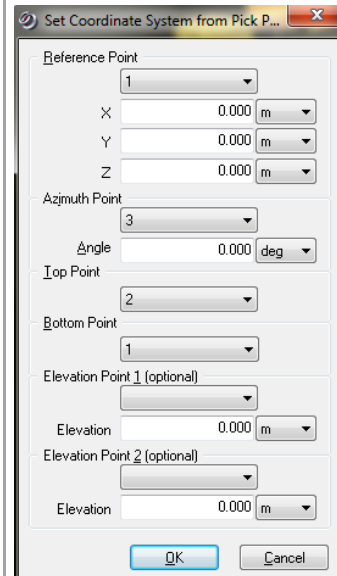 Set Coordinate System from Pick P...
Reference Point
1
X 0.000 m
Y 0.000 m
Z 0.000 m
Azimuth Point
3
Angle 0.000 deg
Top Point
2
Bottom Point
1
Elevation Point 1 (optional)
Elevation 0.000 m
Elevation Point 2 (optional)
Elevation 0.000 m
OK Cancel